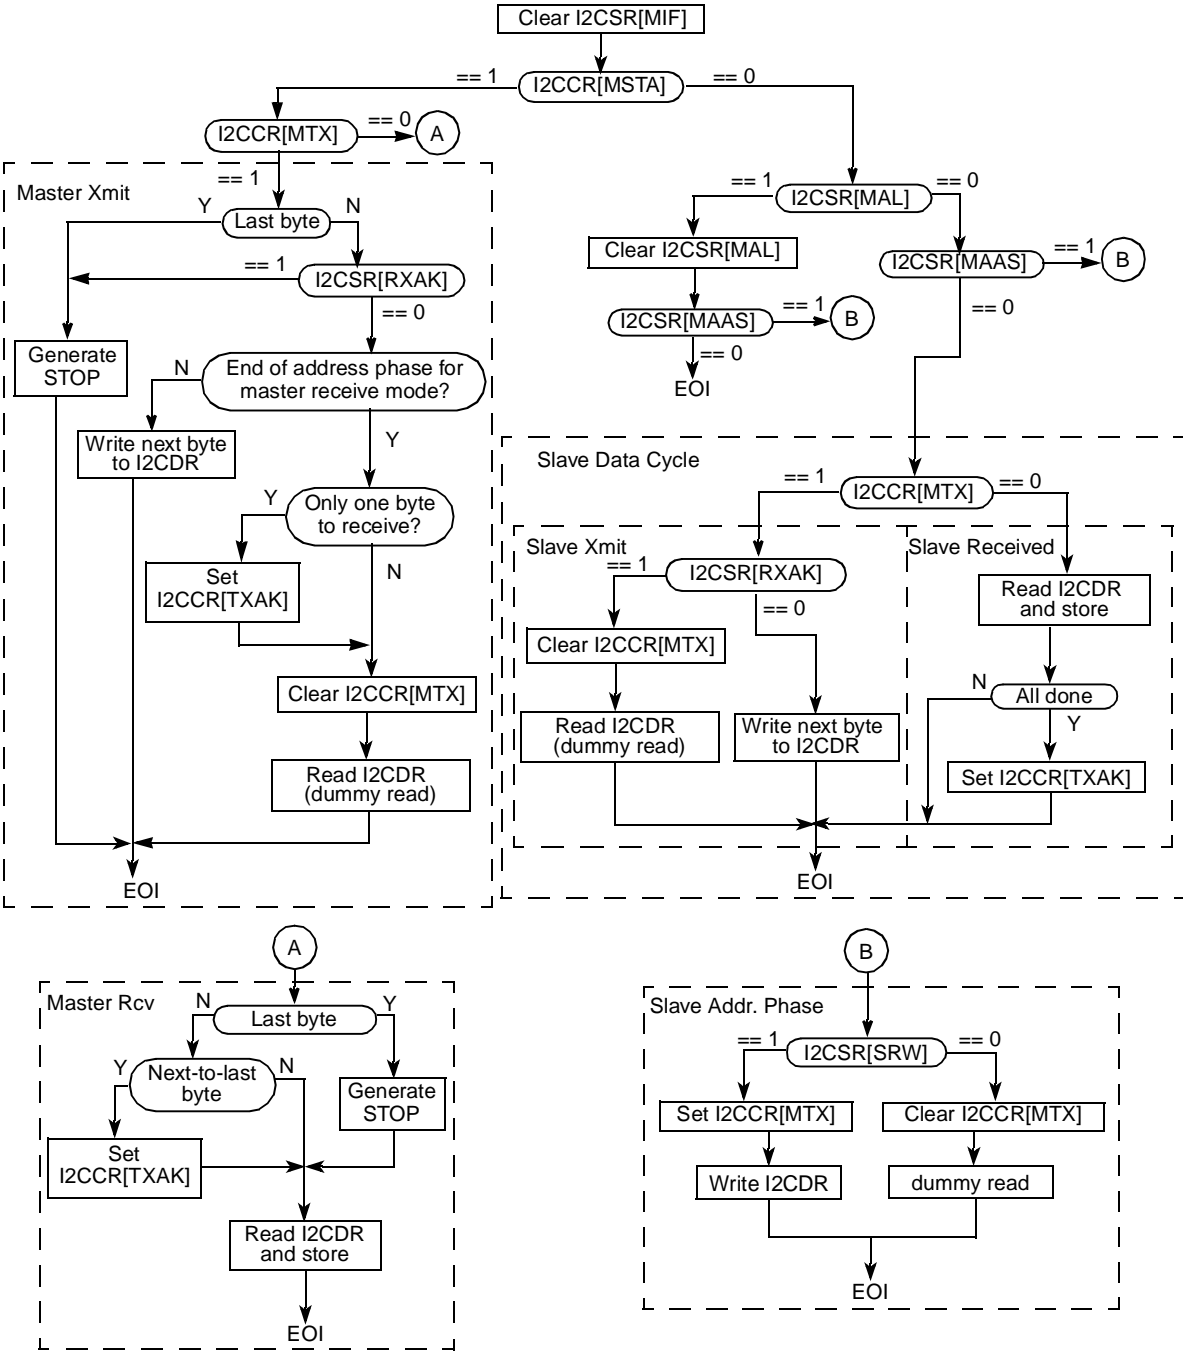 Clear I2CSR[MIF]
== 1
I2CCR[MSTA]
== 0
I2CCR[MTX]
== 0
A
== 1
Master Xmit
Y
Last byte
N
== 1
I2CSR[RXAK]
== 0
Generate
STOP
N
End of address phase for
master receive mode?
Write next byte
to I2CDR
Y
Y
Only one byte
to receive?
Set
I2CCR[TXAK]
N
Clear I2CCR[MTX]
Read I2CDR
(dummy read)
EOI
== 1
I2CSR[MAL]
== 0
Clear I2CSR[MAL]
I2CSR[MAAS]
== 1
B
I2CSR[MAAS]
== 1
B
== 0
EOI
== 0
Slave Data Cycle
== 1
I2CCR[MTX]
== 0
Slave Xmit
== 1
I2CSR[RXAK]
== 0
Clear I2CCR[MTX]
Read I2CDR
(dummy read)
Write next byte
to I2CDR
Slave Received
Read I2CDR
and store
N
All done
Y
Set I2CCR[TXAK]
EOI
A
Master Rcv
N
Last byte
Y
Y
Next-to-last
byte
N
Generate
STOP
Set
I2CCR[TXAK]
Read I2CDR
and store
EOI
B
Slave Addr. Phase
== 1
I2CSR[SRW]
== 0
Set I2CCR[MTX]
Clear I2CCR[MTX]
Write I2CDR
dummy read
EOI